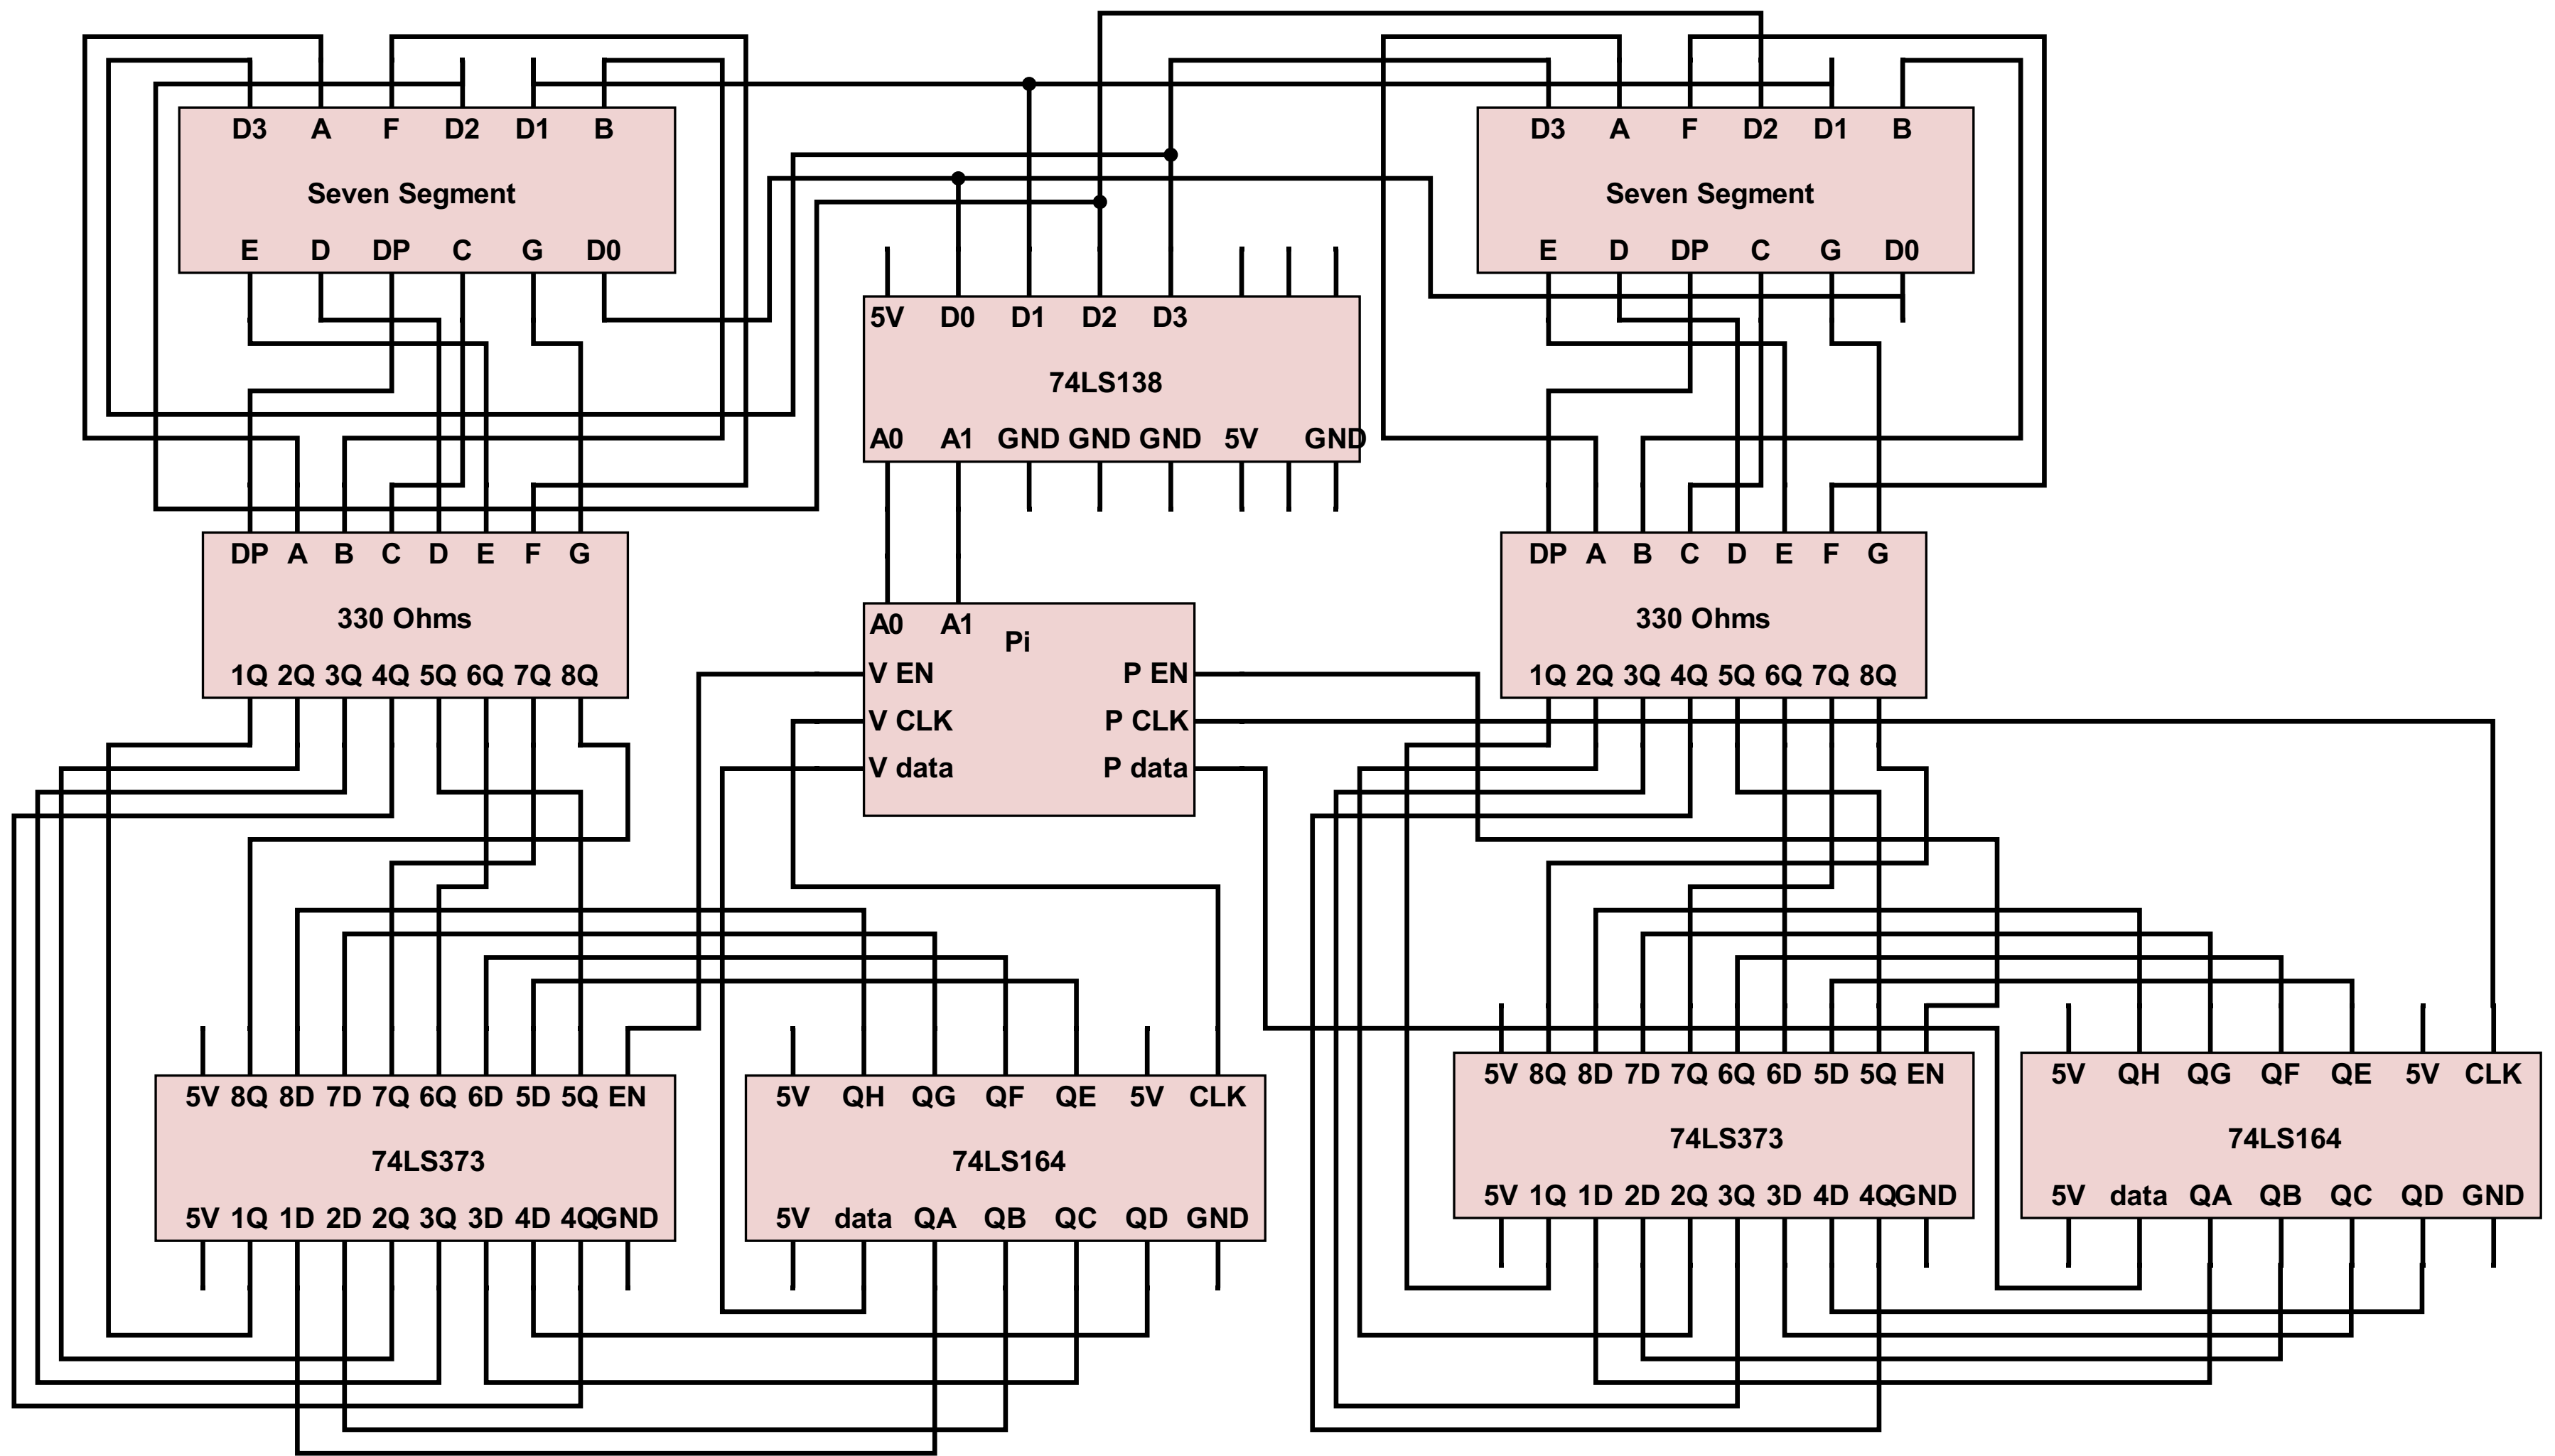 D3 A F D2 D1 B
Seven Segment
E D DP C G D0
D3 A F D2 D1 B
Seven Segment
E D DP C G D0
5V D0 D1 D2 D3
74LS138
A0 A1 GND GND GND 5V GND
DP A B C D E F G
330 Ohms
1Q 2Q 3Q 4Q 5Q 6Q 7Q 8Q
A0 A1
Pi
V EN P EN
V CLK P CLK
V data P data
DP A B C D E F G
330 Ohms
1Q 2Q 3Q 4Q 5Q 6Q 7Q 8Q
5V 8Q 8D 7D 7Q 6Q 6D 5D 5Q EN
74LS373
5V 1Q 1D 2D 2Q 3Q 3D 4D 4Q GND
5V QH QG QF QE 5V CLK
74LS164
5V data QA QB QC QD GND
5V 8Q 8D 7D 7Q 6Q 6D 5D 5Q EN
74LS373
5V 1Q 1D 2D 2Q 3Q 3D 4D 4Q GND
5V QH QG QF QE 5V CLK
74LS164
5V data QA QB QC QD GND